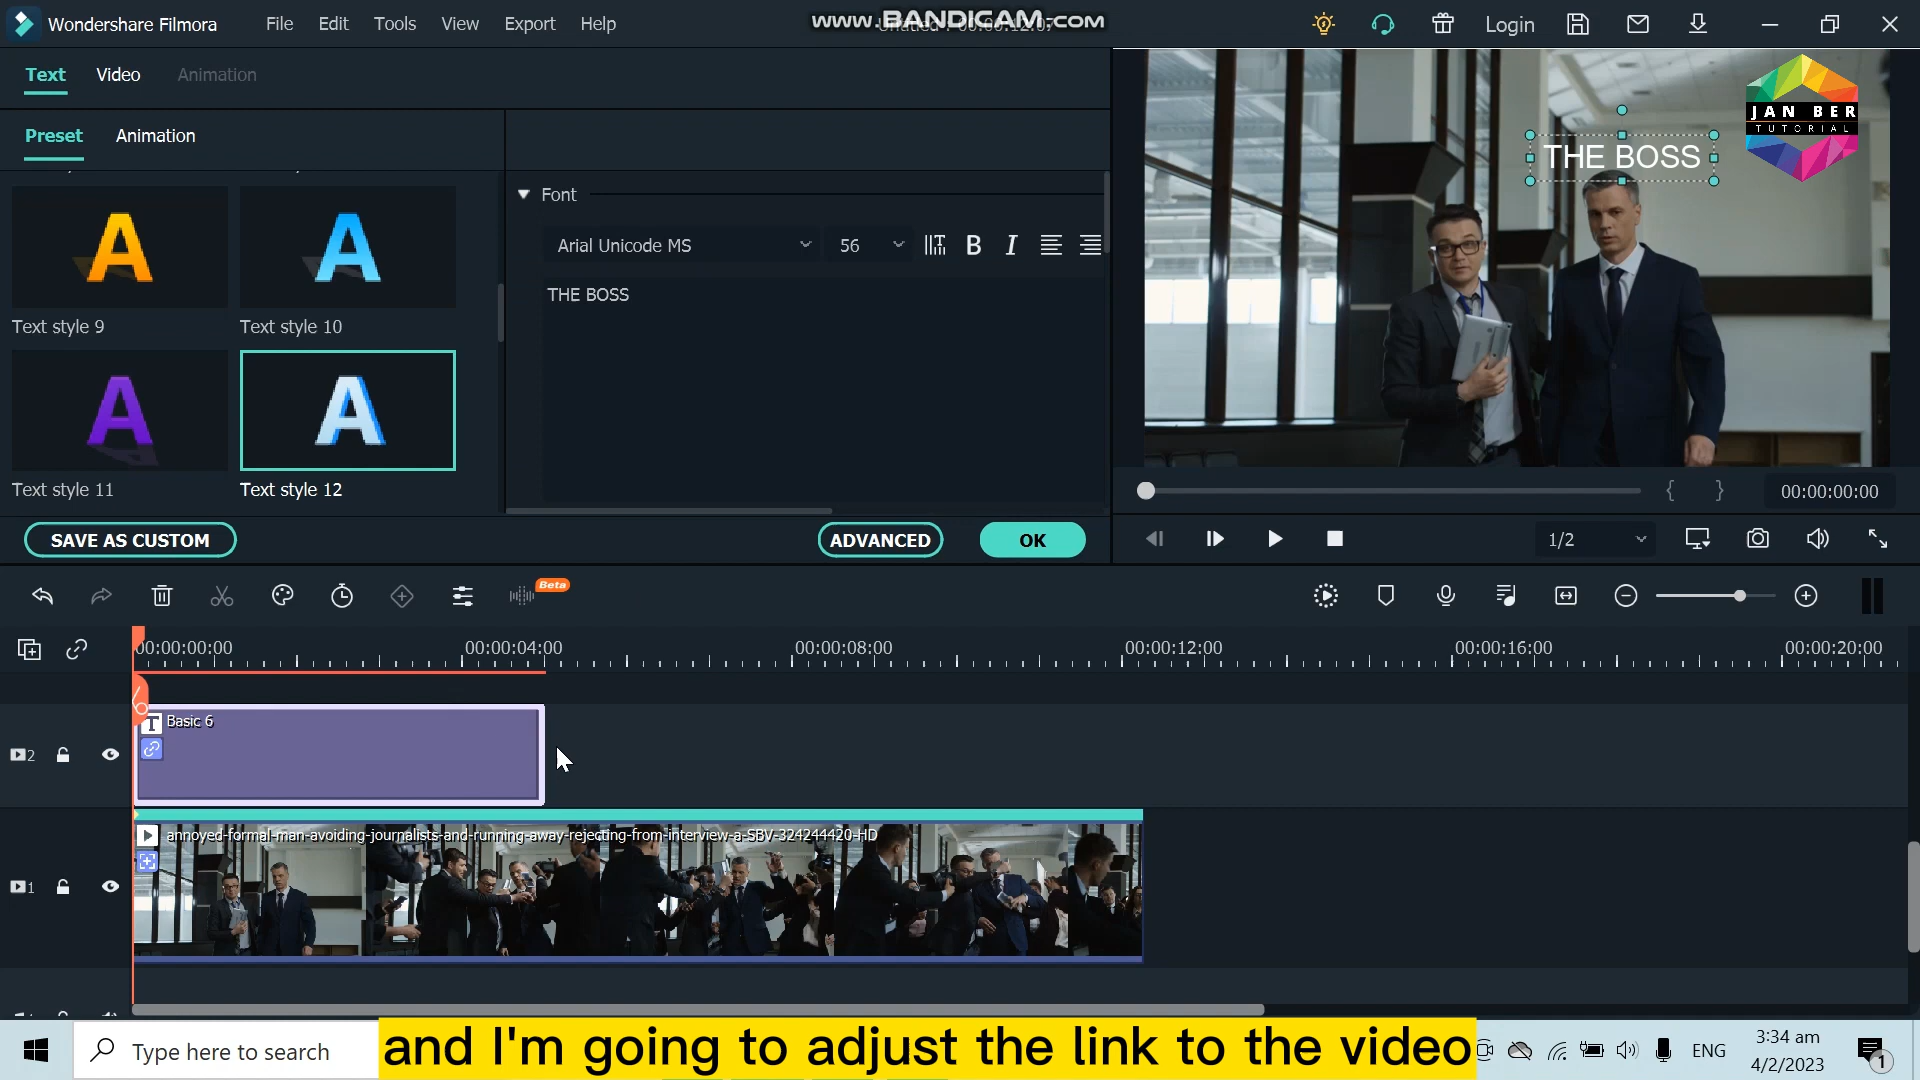 Wondershare Filmora
File
Edit
Tools
View
Export
Help
WWW.BANDICAM.COM
Login
Text
Video
Animation
Preset
Animation
Font
Arial Unicode MS
56
THE BOSS
A
A
Text style 9
Text style 10
A
A
Text style 11
Text style 12
SAVE AS CUSTOM
ADVANCED
OK
THE BOSS
JAN BER
TUTORIAL
00:00:00:00
1/2
Beta
00:00:00:00
00:00:04:00
00:00:08:00
00:00:12:00
00:00:16:00
00:00:20:00
Basic 6
2
annoyed-formal-man-avoiding-journalists-and-running-away-rejecting-from-interview-a-SBV-324244420-HD
1
Type here to search
and I'm going to adjust the link to the video
ENG
3:34 am
4/2/2023
1